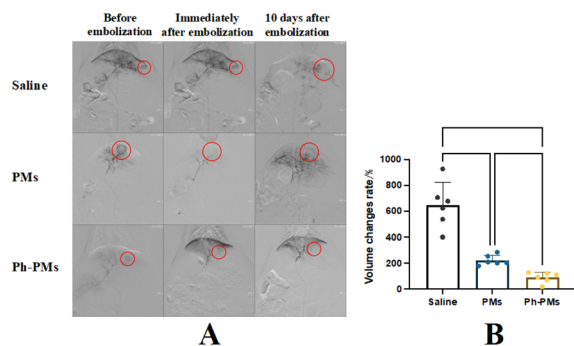 Before embolization
Immediately after embolization
10 days after embolization
Saline
PMs
Ph-PMs
A
Volume changes rate/%
1000
800
600
400
200
0
Saline PMs Ph-PMs
B